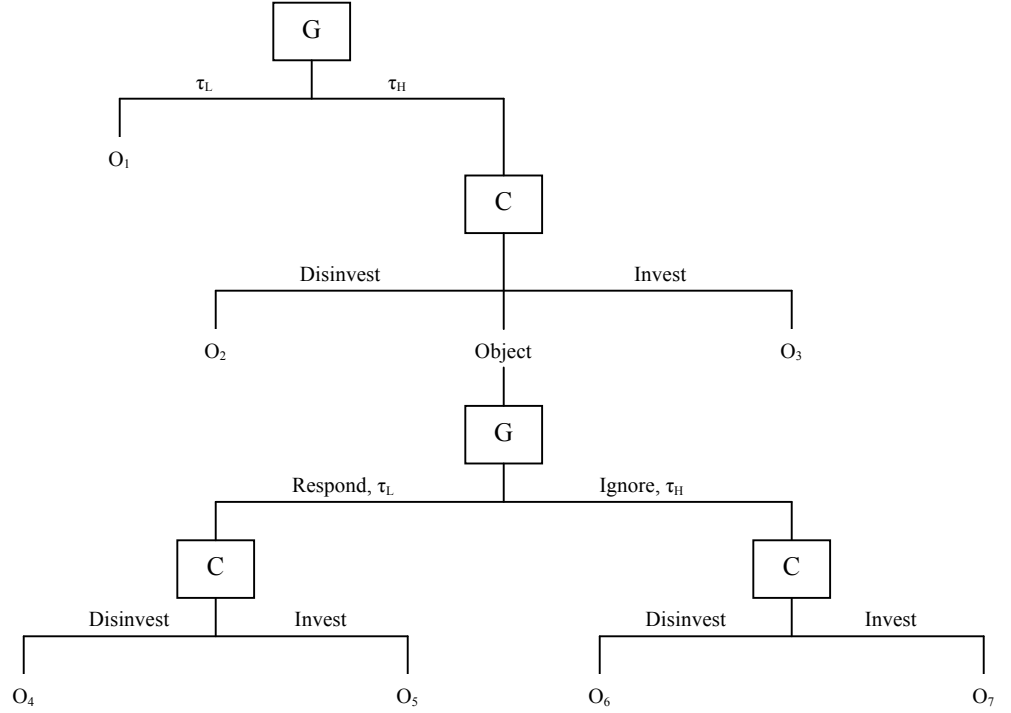 G
τL τH
O1
C
Disinvest Invest
O2 Object O3
G
Respond, τL Ignore, τH
C C
Disinvest Invest Disinvest Invest
O4 O5 O6 O7